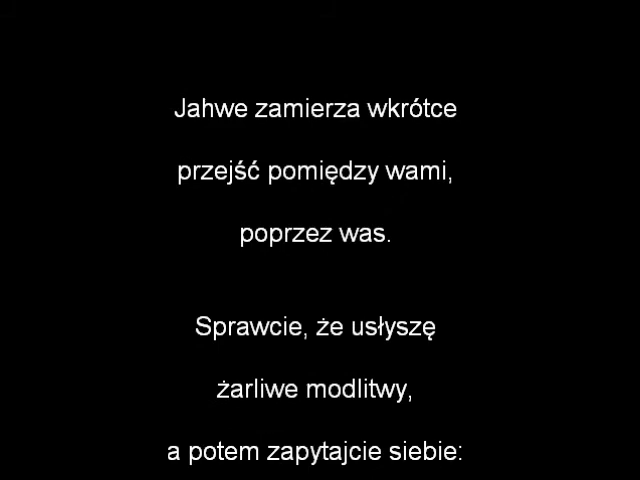 Jahwe zamierza wkrótce
przejść pomiędzy wami,
poprzez was.
Sprawcie, że usłyszę
żarliwe modlitwy,
a potem zapytajcie siebie: